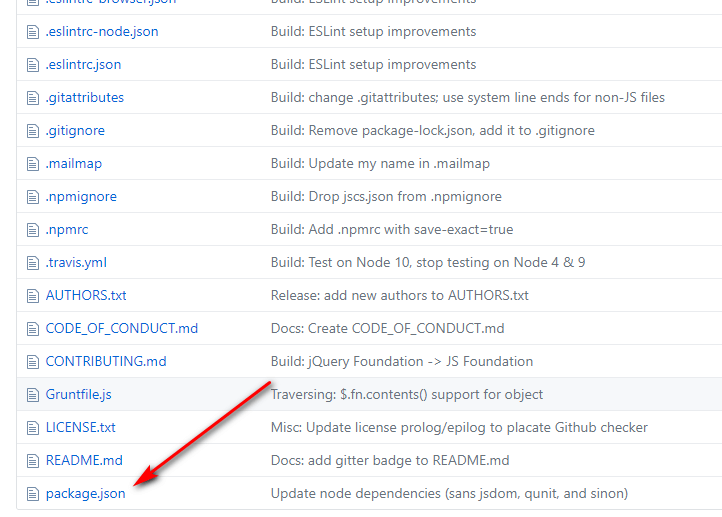 .eslintrc-browser.json Build: ESLint setup improvements
.eslintrc-node.json Build: ESLint setup improvements
.eslintrc.json Build: ESLint setup improvements
.gitattributes Build: change .gitattributes; use system line ends for non-JS files
.gitignore Build: Remove package-lock.json, add it to .gitignore
.mailmap Build: Update my name in .mailmap
.npmignore Build: Drop jscs.json from .npmignore
.npmrc Build: Add .npmrc with save-exact=true
.travis.yml Build: Test on Node 10, stop testing on Node 4 & 9
AUTHORS.txt Release: add new authors to AUTHORS.txt
CODE_OF_CONDUCT.md Docs: Create CODE_OF_CONDUCT.md
CONTRIBUTING.md Build: jQuery Foundation -> JS Foundation
Gruntfile.js Traversing: $.fn.contents() support for object
LICENSE.txt Misc: Update license prolog/epilog to placate Github checker
README.md Docs: add gitter badge to README.md
package.json Update node dependencies (sans jsdom, qunit, and sinon)